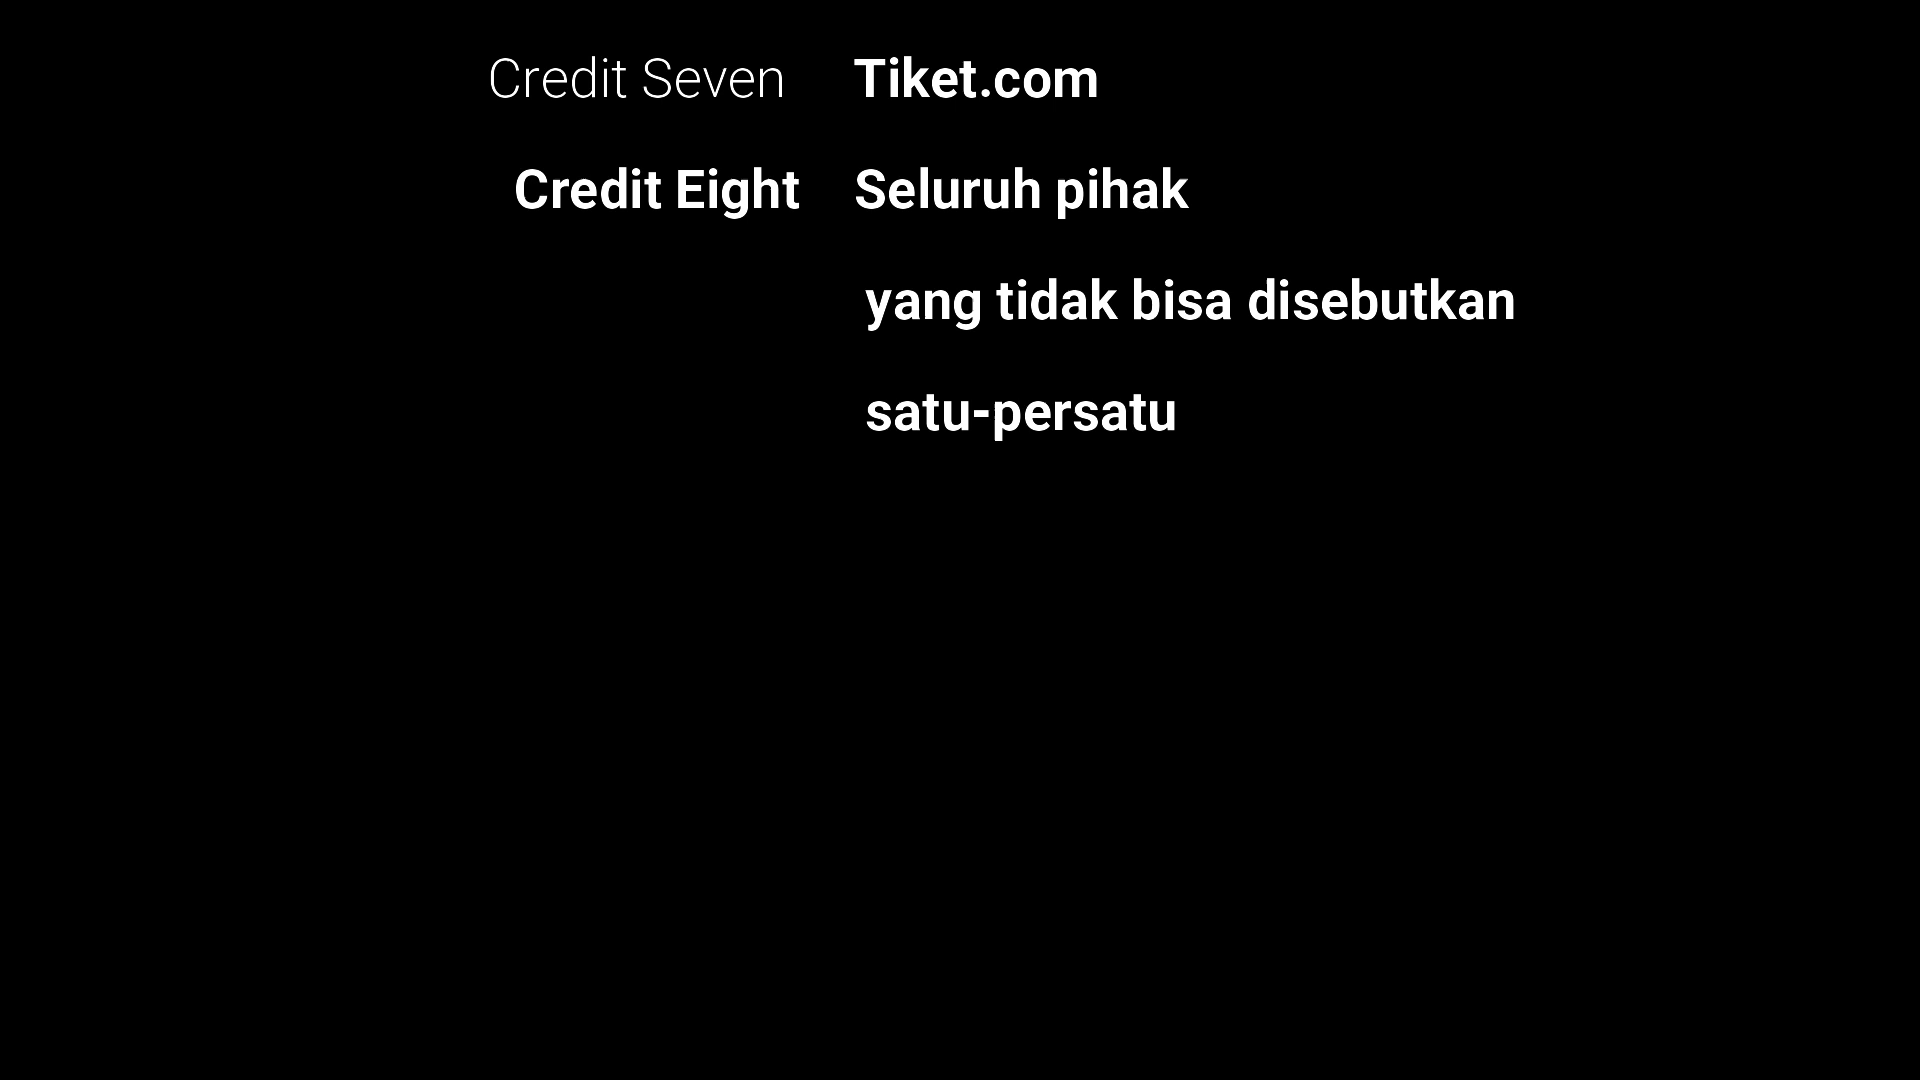 Credit Seven Tiket.com
Credit Eight Seluruh pihak
yang tidak bisa disebutkan
satu-persatu